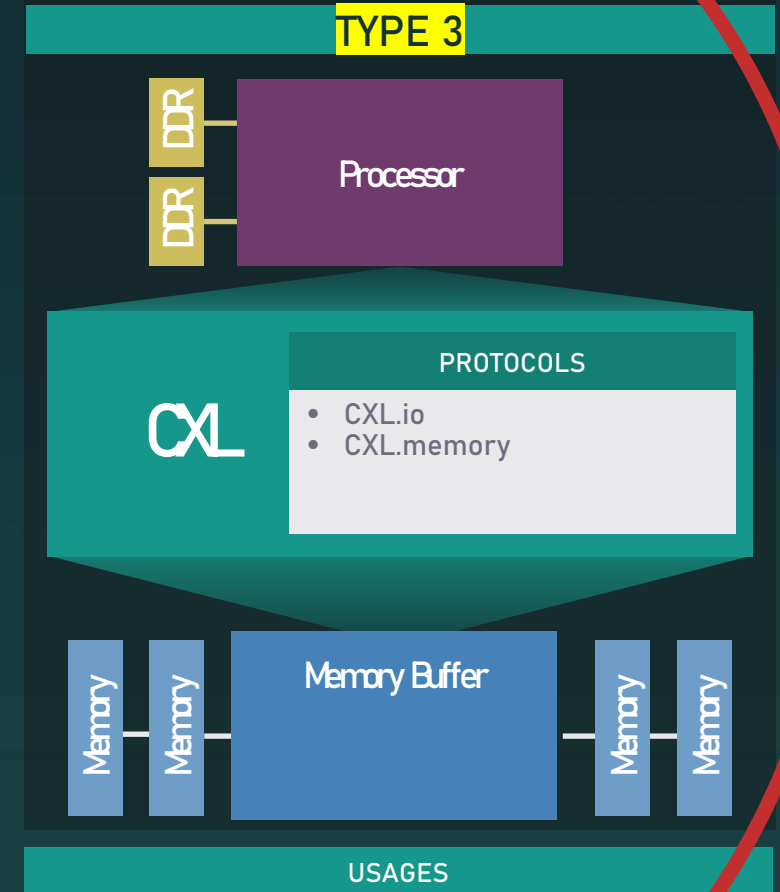 TYPE 3
DDR
Processor
DDR
PROTOCOLS
CXL
• CXL.io
• CXL.memory
Memory
Memory
Memory Buffer
Memory
Memory
USAGES